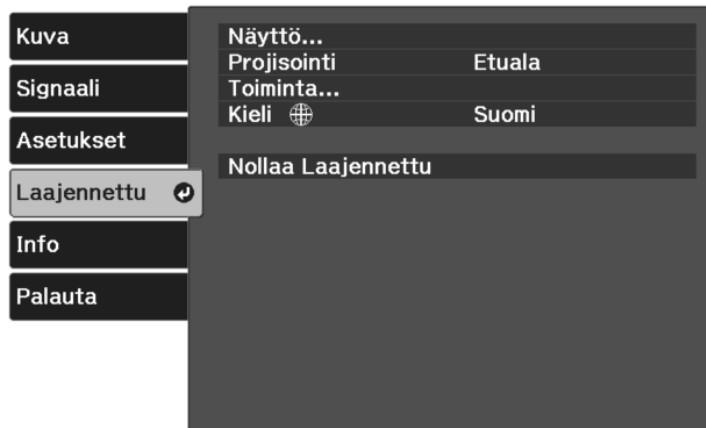 Kuva
Signaali
Asetukset
Laajennettu
Info
Palauta
Näyttö...
Projisointi Etuala
Toiminta...
Kieli Suomi
Nollaa Laajennettu